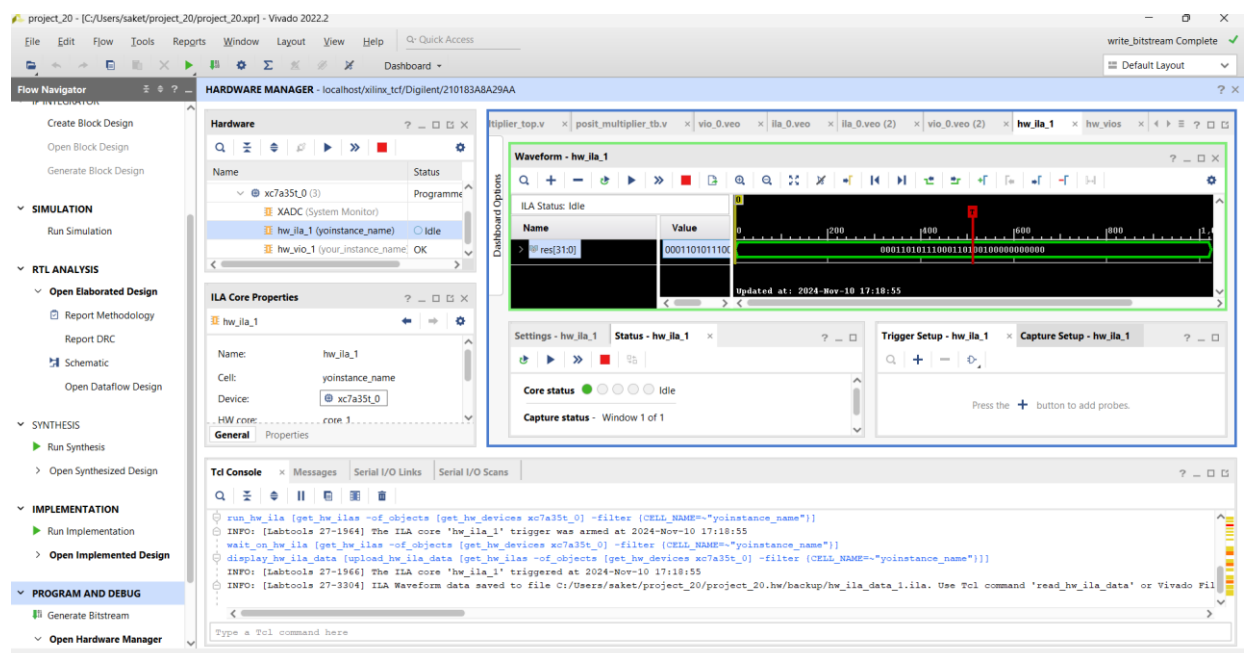 project_20 - [C:/Users/saket/project_20/project_20.xpr] - Vivado 2022.2
File Edit Flow Tools Reports Window Layout View Help Quick Access
write_bitstream Complete
Dashboard
Default Layout
Flow Navigator
HARDWARE MANAGER - localhost/xilinx_tcf/Digilent/210183A8A29AA
IP INTEGRATOR
Create Block Design
Open Block Design
Generate Block Design
SIMULATION
Run Simulation
RTL ANALYSIS
Open Elaborated Design
Report Methodology
Report DRC
Schematic
Open Dataflow Design
SYNTHESIS
Run Synthesis
Open Synthesized Design
IMPLEMENTATION
Run Implementation
Open Implemented Design
PROGRAM AND DEBUG
Generate Bitstream
Open Hardware Manager
Hardware
Name Status
xc7a35t_0 (3) Programme
XADC (System Monitor)
hw_ila_1 (yoinstance_name) Idle
hw_vio_1 (your_instance_name) OK
ILA Core Properties
hw_ila_1
Name: hw_ila_1
Cell: yoinstance_name
Device: xc7a35t_0
HW core: core_1
General Properties
ltiplier_top.v posit_multiplier_tb.v vio_0.veo ila_0.veo ila_0.veo (2) vio_0.veo (2) hw_ila_1 hw_vios
Dashboard Options
Waveform - hw_ila_1
ILA Status: Idle
Name Value
0
T
0 200 400 600 800 1,
res[31:0] 0001101011100
Updated at: 2024-Nov-10 17:18:55
Settings - hw_ila_1 Status - hw_ila_1
Core status Idle
Capture status - Window 1 of 1
Trigger Setup - hw_ila_1 Capture Setup - hw_ila_1
Press the + button to add probes.
Tcl Console Messages Serial I/O Links Serial I/O Scans
run_hw_ila [get_hw_ilas -of_objects [get_hw_devices xc7a35t_0] -filter {CELL_NAME=~"yoinstance_name"}]
INFO: [Labtools 27-1964] The ILA core 'hw_ila_1' trigger was armed at 2024-Nov-10 17:18:55
wait_on_hw_ila [get_hw_ilas -of_objects [get_hw_devices xc7a35t_0] -filter {CELL_NAME=~"yoinstance_name"}]
display_hw_ila_data [upload_hw_ila_data [get_hw_ilas -of_objects [get_hw_devices xc7a35t_0] -filter {CELL_NAME=~"yoinstance_name"}]]
INFO: [Labtools 27-1966] The ILA core 'hw_ila_1' triggered at 2024-Nov-10 17:18:55
INFO: [Labtools 27-3304] ILA Waveform data saved to file C:/Users/saket/project_20/project_20.hw/backup/hw_ila_data_1.ila. Use Tcl command 'read_hw_ila_data' or Vivado Fil
Type a Tcl command here